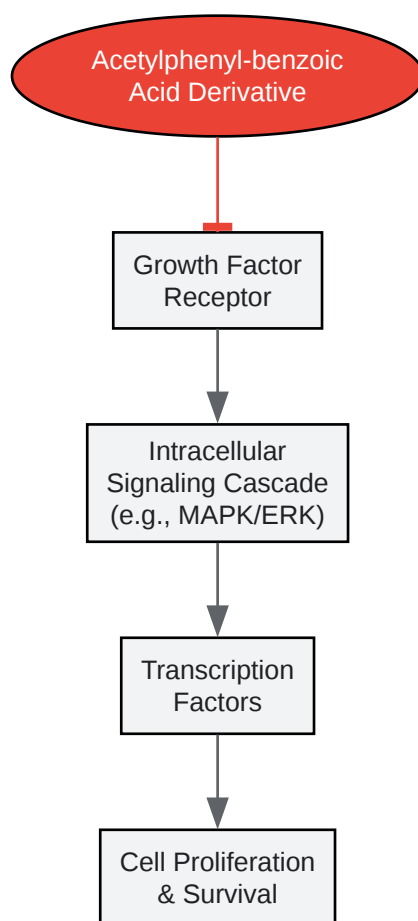 Acetylphenyl-benzoic
Acid Derivative
Growth Factor
Receptor
Intracellular
Signaling Cascade
(e.g., MAPK/ERK)
Transcription
Factors
Cell Proliferation
& Survival